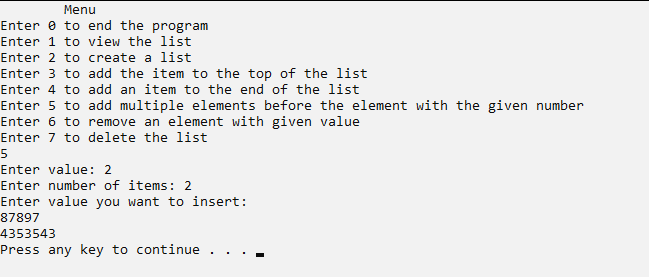 Menu
Enter 0 to end the program
Enter 1 to view the list
Enter 2 to create a list
Enter 3 to add the item to the top of the list
Enter 4 to add an item to the end of the list
Enter 5 to add multiple elements before the element with the given number
Enter 6 to remove an element with given value
Enter 7 to delete the list
5
Enter value: 2
Enter number of items: 2
Enter value you want to insert:
87897
4353543
Press any key to continue . . .